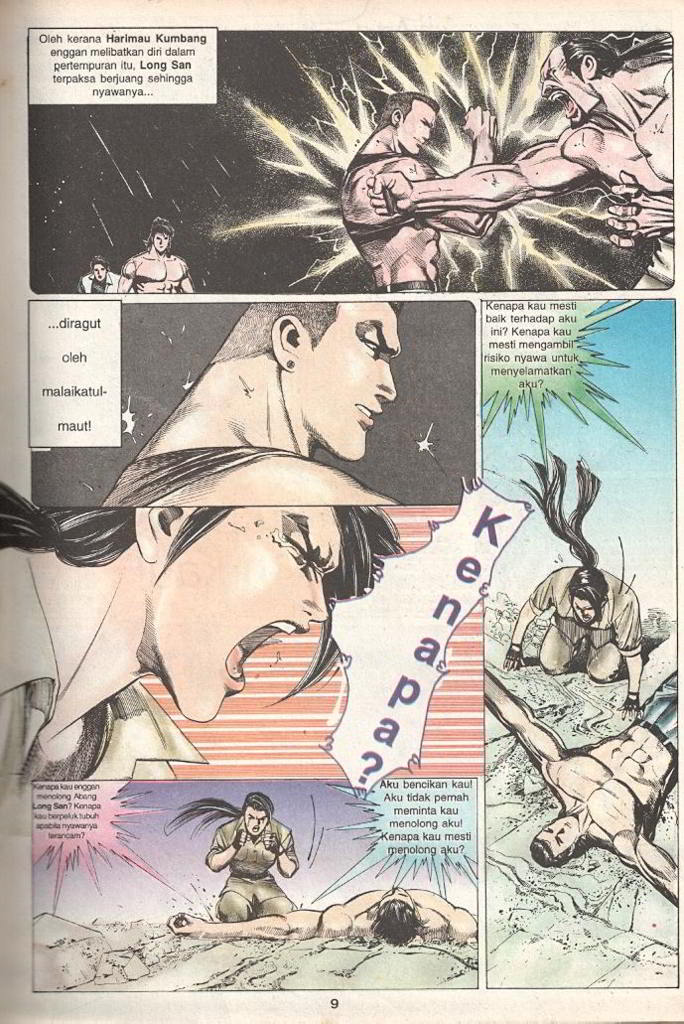 Oleh kerana Harimau Kumbang
enggan melibatkan diri dalam
pertempuran itu, Long San
terpaksa berjuang sehingga
nyawanya...
...diragut
oleh
malaikatul-
maut!
Kenapa kau mesti
baik terhadap aku
ini? Kenapa kau
mesti mengambil
risiko nyawa untuk
menyelamatkan
aku?
Kenapa?
Kenapa kau enggan
menolong Abang
Long San? Kenapa
kau berpeluk tubuh
apabila nyawanya
terancam?
Aku bencikan kau!
Aku tidak pernah
meminta kau
menolong aku!
Kenapa kau mesti
menolong aku?
9